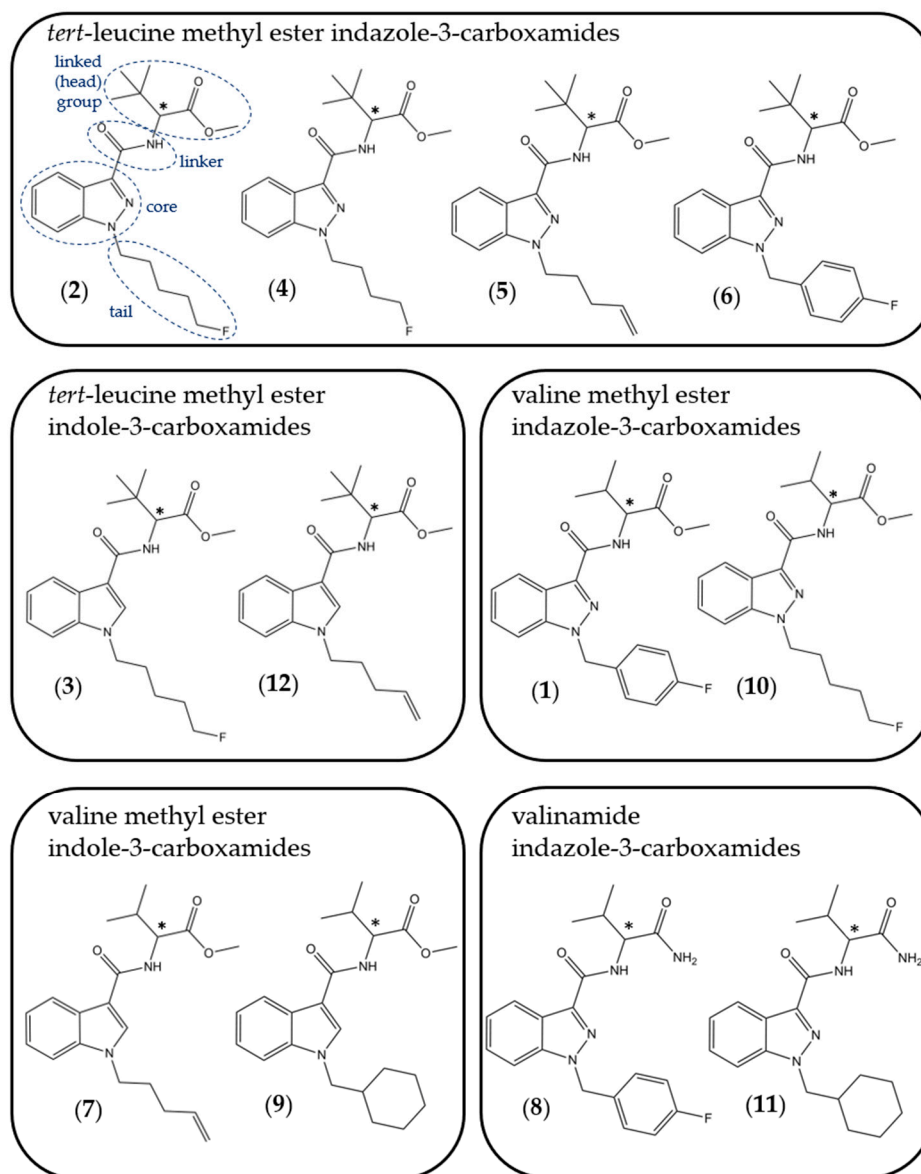 tert-leucine methyl ester indazole-3-carboxamides
linked
(head)
group
linker
core
tail
* O O O NH N N F
(2)
* O O O NH N N F
(4)
* O O O NH N N
(5)
* O O O NH N N F
(6)
tert-leucine methyl ester
indole-3-carboxamides
* O O O NH N F
(3)
* O O O NH N
(12)
valine methyl ester
indazole-3-carboxamides
* O O O NH N N F
(1)
* O O O NH N N F
(10)
valine methyl ester
indole-3-carboxamides
* O O O NH N
(7)
* O O O NH N
(9)
valinamide
indazole-3-carboxamides
* O NH2 O NH N N F
(8)
* O NH2 O NH N N
(11)